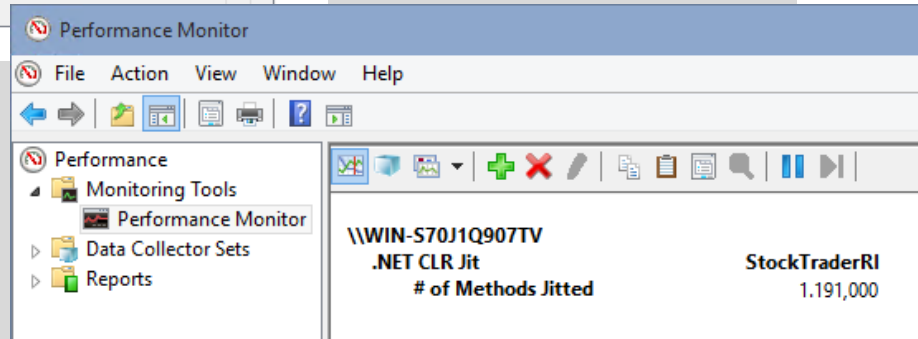 Performance Monitor
File Action View Window Help
Performance
Monitoring Tools
Performance Monitor
Data Collector Sets
Reports
\\WIN-S70J1Q907TV
.NET CLR Jit StockTraderRI
# of Methods Jitted 1.191,000